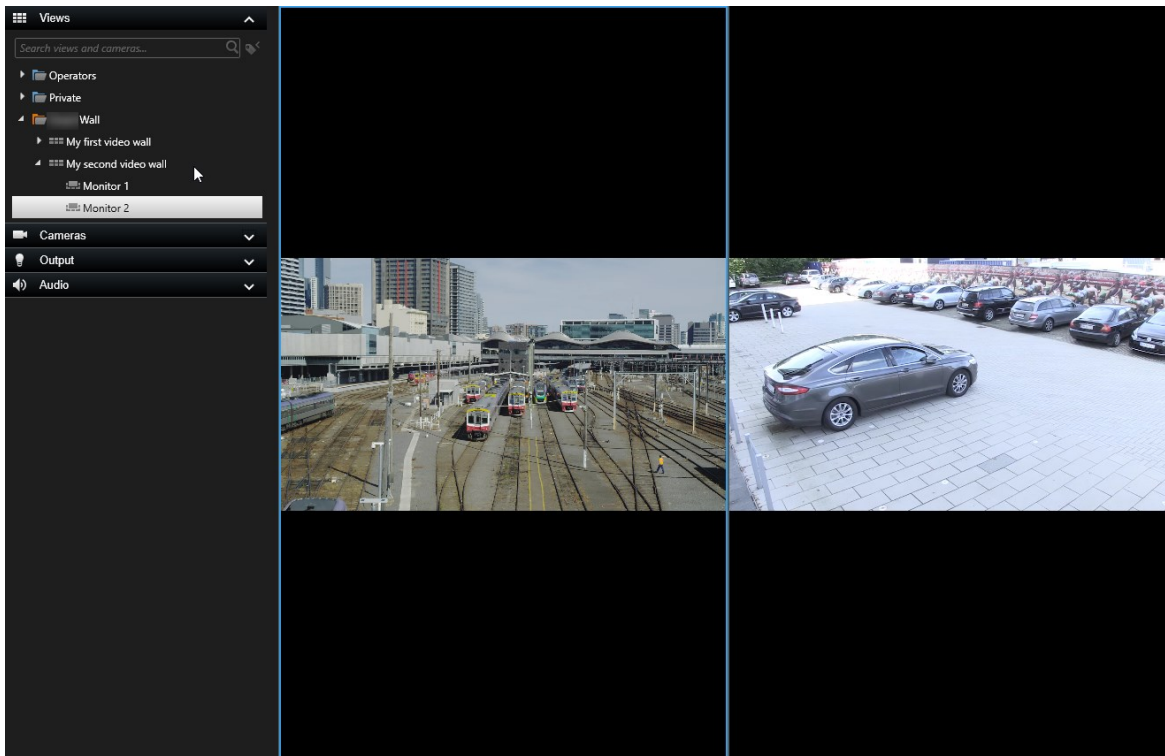 Views
Search views and cameras...
Operators
Private
Wall
My first video wall
My second video wall
Monitor 1
Monitor 2
Cameras
Output
Audio